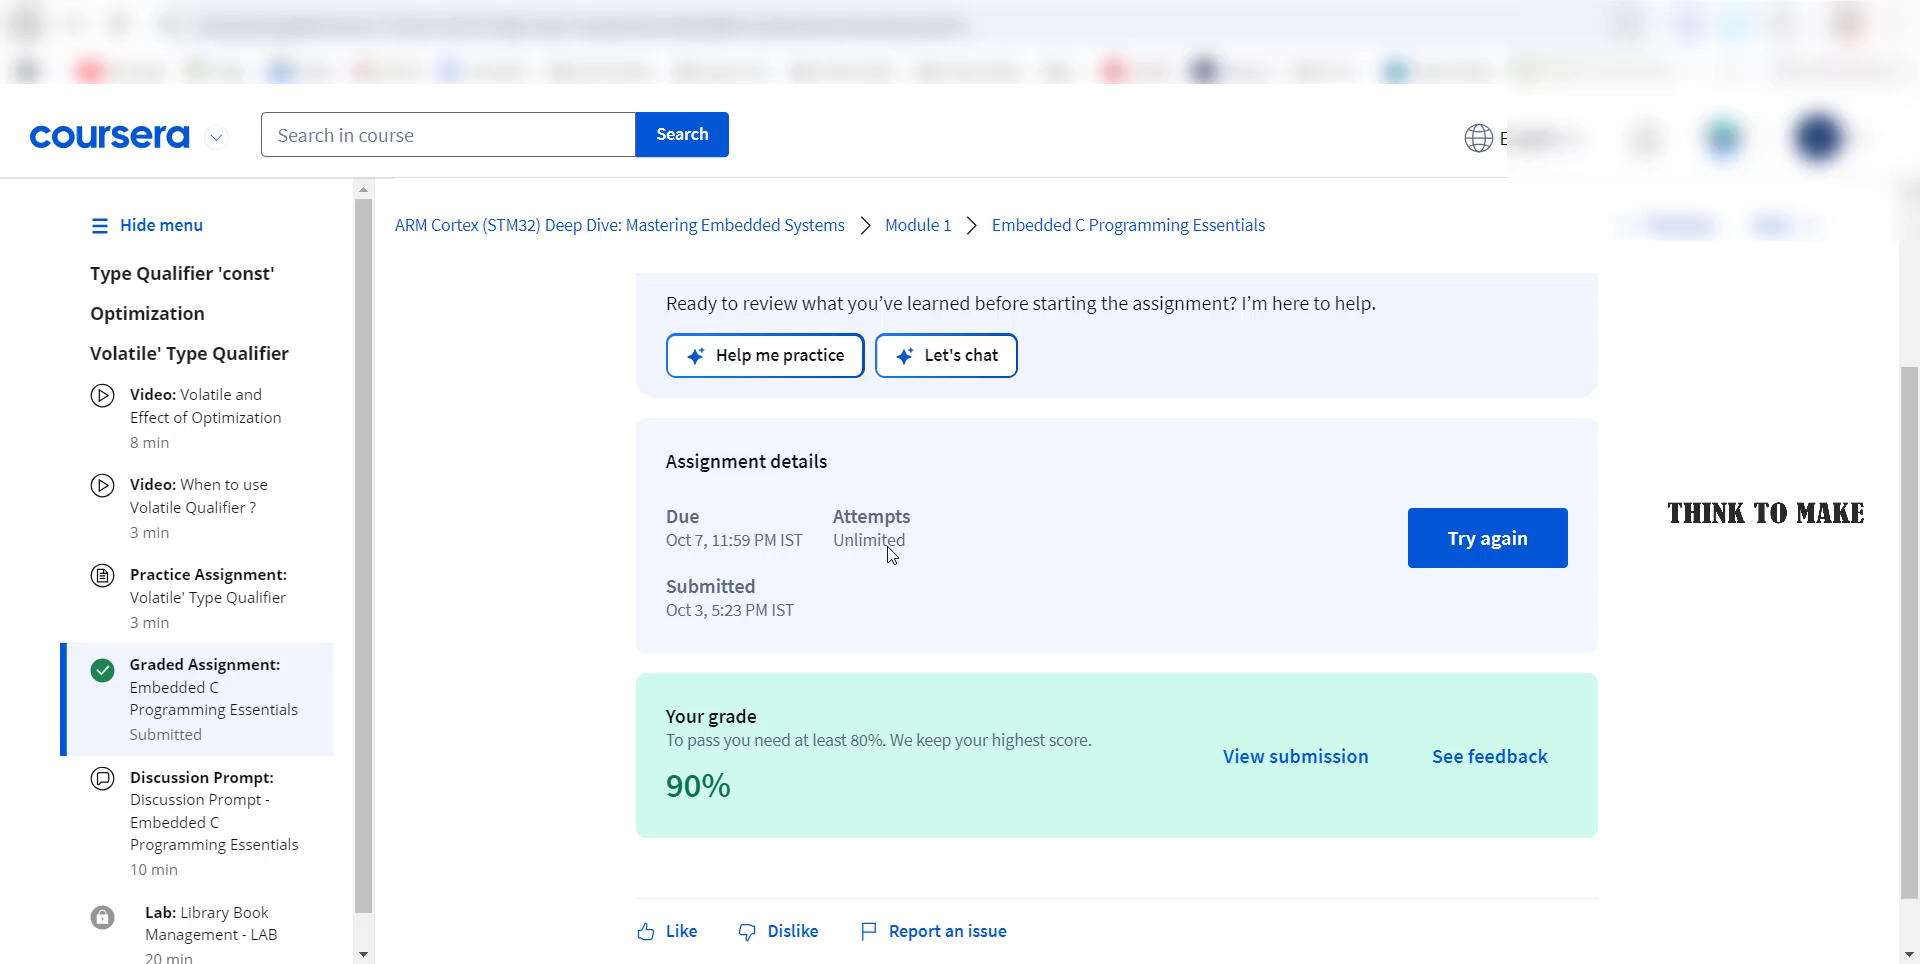 coursera
Search in course
Search
Hide menu
ARM Cortex (STM32) Deep Dive: Mastering Embedded Systems
Module 1
Embedded C Programming Essentials
Type Qualifier 'const'
Optimization
Volatile' Type Qualifier
Video: Volatile and
Effect of Optimization
8 min
Video: When to use
Volatile Qualifier ?
3 min
Practice Assignment:
Volatile' Type Qualifier
3 min
Graded Assignment:
Embedded C
Programming Essentials
Submitted
Discussion Prompt:
Discussion Prompt -
Embedded C
Programming Essentials
10 min
Lab: Library Book
Management - LAB
20 min
Ready to review what you’ve learned before starting the assignment? I’m here to help.
Help me practice
Let's chat
Assignment details
Due
Oct 7, 11:59 PM IST
Attempts
Unlimited
Submitted
Oct 3, 5:23 PM IST
Try again
THINK TO MAKE
Your grade
To pass you need at least 80%. We keep your highest score.
90%
View submission
See feedback
Like
Dislike
Report an issue